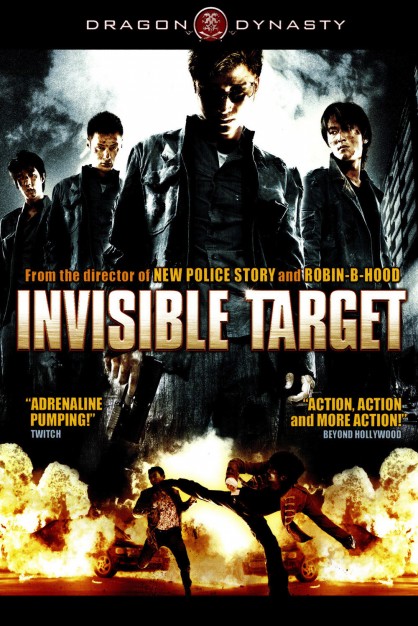 DRAGON DYNASTY
From the director of NEW POLICE STORY and ROBIN-B-HOOD
INVISIBLE TARGET
"ADRENALINE
PUMPING!"
TWITCH
"ACTION, ACTION
and MORE ACTION!"
BEYOND HOLLYWOOD